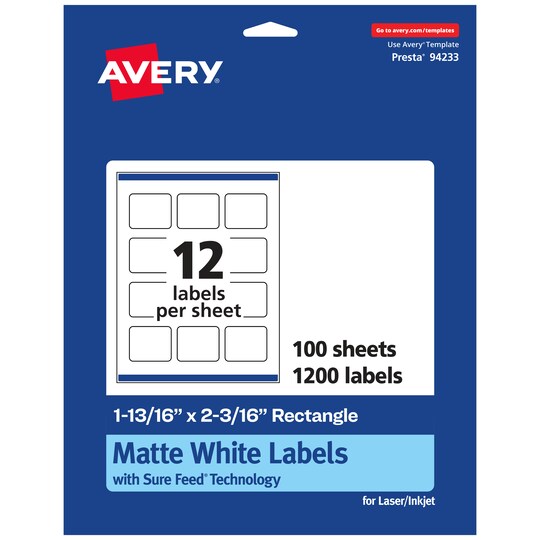 Go to avery.com/templates
Use Avery® Template
Presta® 94233
AVERY®
12
labels
per sheet
100 sheets
1200 labels
1-13/16” x 2-3/16” Rectangle
Matte White Labels
with Sure Feed® Technology
for Laser/Inkjet